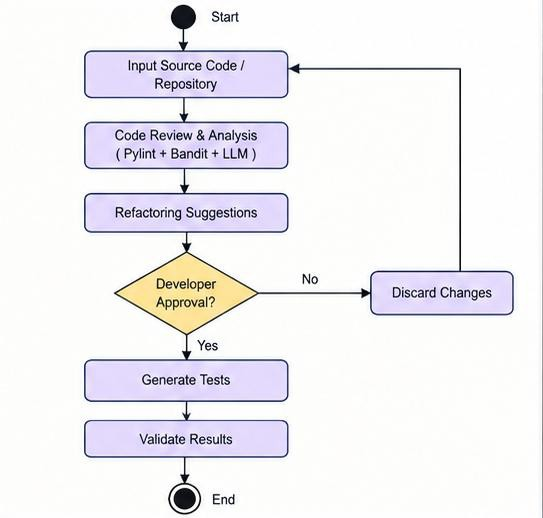 Start
Input Source Code /
Repository
Code Review & Analysis
( Pylint + Bandit + LLM )
Refactoring Suggestions
Developer
Approval?
No
Discard Changes
Yes
Generate Tests
Validate Results
End